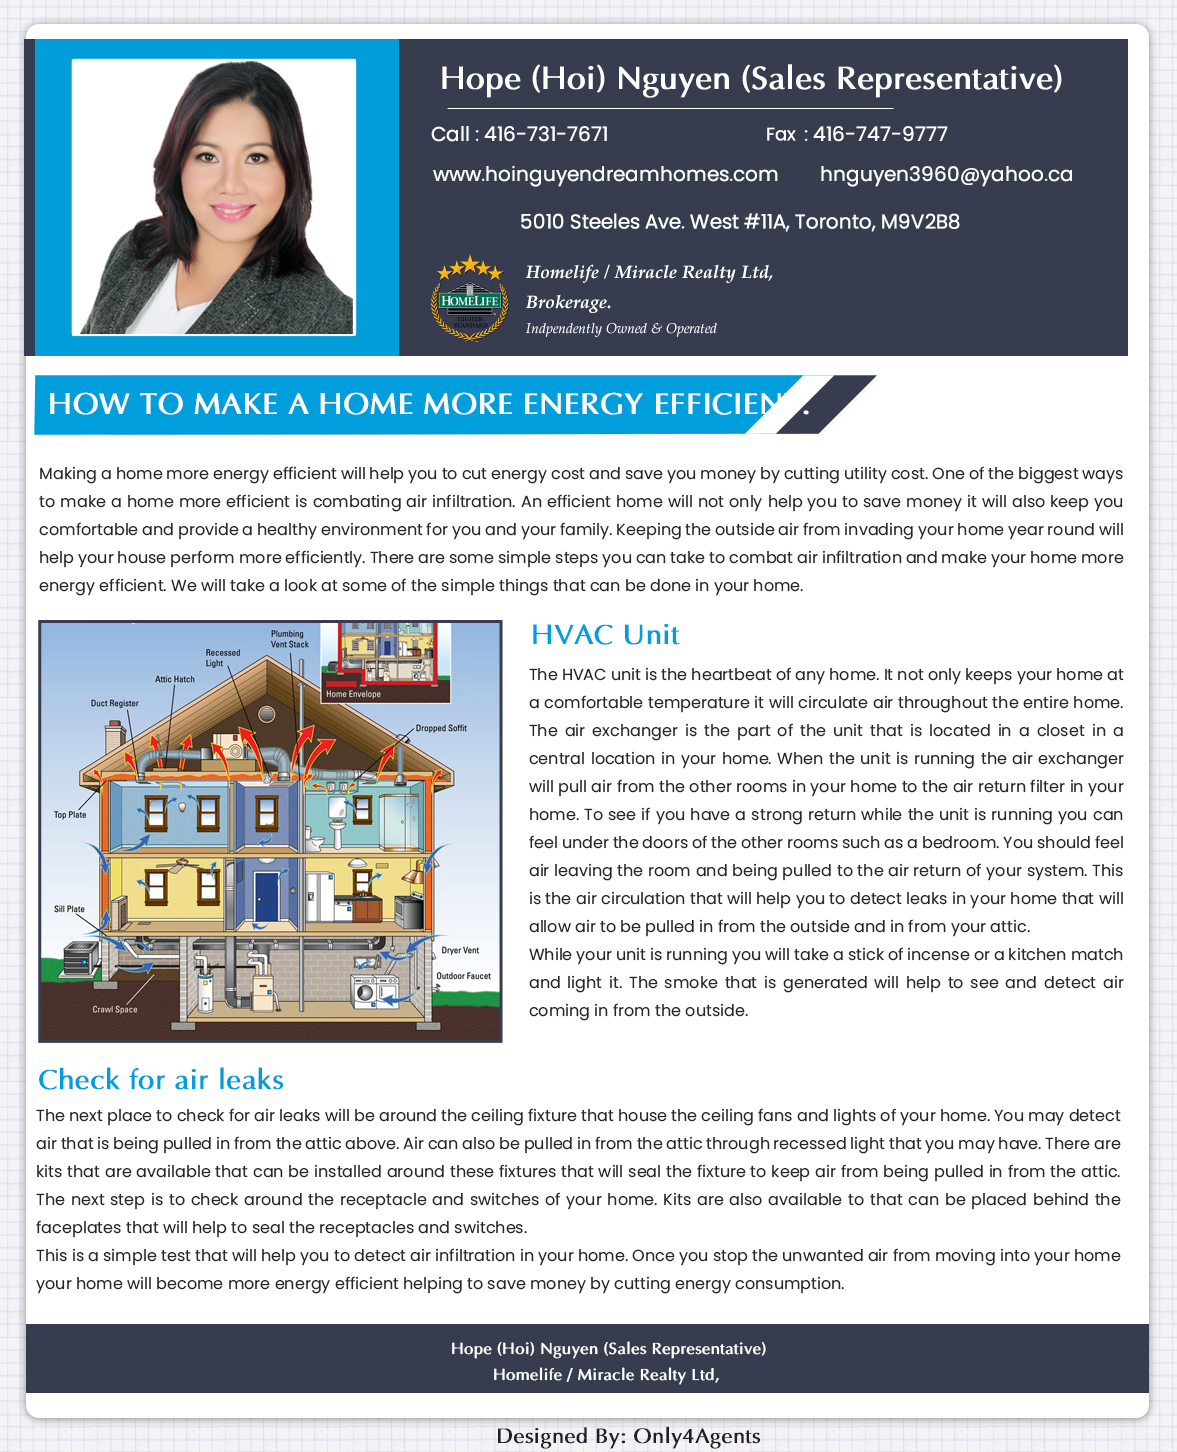 Hope (Hoi) Nguyen (Sales Representative)
Call : 416-731-7671
Fax : 416-747-9777
www.hoinguyendreamhomes.com
hnguyen3960@yahoo.ca
5010 Steeles Ave. West #11A, Toronto, M9V2B8
HOMELIFE
HIGHER
STANDARDS
Homelife / Miracle Realty Ltd,
Brokerage.
Indpendently Owned & Operated
HOW TO MAKE A HOME MORE ENERGY EFFICIENT.
Making a home more energy efficient will help you to cut energy cost and save you money by cutting utility cost. One of the biggest ways
to make a home more efficient is combating air infiltration. An efficient home will not only help you to save money it will also keep you
comfortable and provide a healthy environment for you and your family. Keeping the outside air from invading your home year round will
help your house perform more efficiently. There are some simple steps you can take to combat air infiltration and make your home more
energy efficient. We will take a look at some of the simple things that can be done in your home.
Plumbing
Vent Stack
Recessed
Light
Attic Hatch
Duct Register
Home Envelope
Dropped Soffit
Top Plate
Sill Plate
Dryer Vent
Outdoor Faucet
Crawl Space
HVAC Unit
The HVAC unit is the heartbeat of any home. It not only keeps your home at
a comfortable temperature it will circulate air throughout the entire home.
The air exchanger is the part of the unit that is located in a closet in a
central location in your home. When the unit is running the air exchanger
will pull air from the other rooms in your home to the air return filter in your
home. To see if you have a strong return while the unit is running you can
feel under the doors of the other rooms such as a bedroom. You should feel
air leaving the room and being pulled to the air return of your system. This
is the air circulation that will help you to detect leaks in your home that will
allow air to be pulled in from the outside and in from your attic.
While your unit is running you will take a stick of incense or a kitchen match
and light it. The smoke that is generated will help to see and detect air
coming in from the outside.
Check for air leaks
The next place to check for air leaks will be around the ceiling fixture that house the ceiling fans and lights of your home. You may detect
air that is being pulled in from the attic above. Air can also be pulled in from the attic through recessed light that you may have. There are
kits that are available that can be installed around these fixtures that will seal the fixture to keep air from being pulled in from the attic.
The next step is to check around the receptacle and switches of your home. Kits are also available to that can be placed behind the
faceplates that will help to seal the receptacles and switches.
This is a simple test that will help you to detect air infiltration in your home. Once you stop the unwanted air from moving into your home
your home will become more energy efficient helping to save money by cutting energy consumption.
Hope (Hoi) Nguyen (Sales Representative)
Homelife / Miracle Realty Ltd,
Designed By: Only4Agents